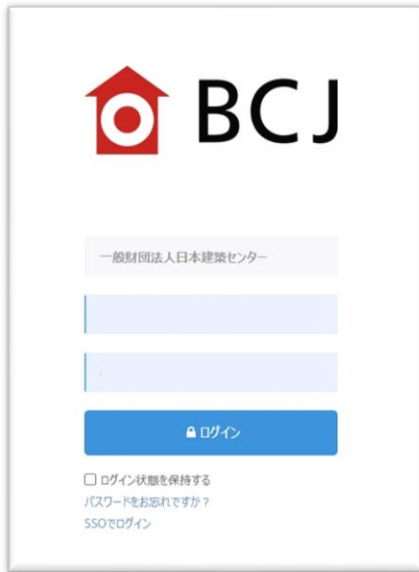 BCJ
一般財団法人日本建築センター
ログイン
ログイン状態を保持する
パスワードをお忘れですか？
SSOでログイン